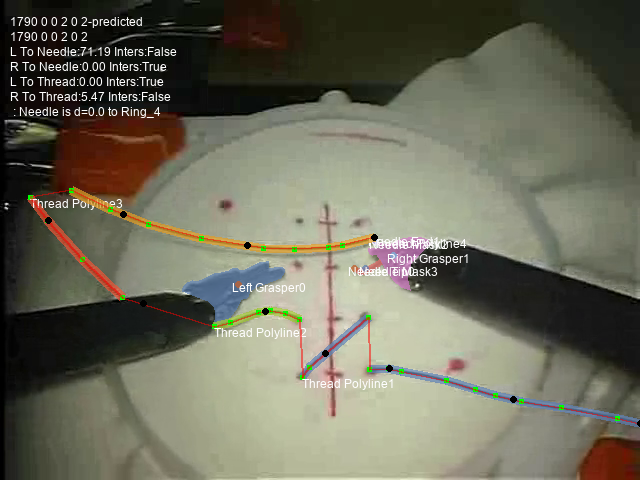 1790 0 0 2 0 2-predicted
1790 0 0 2 0 2
L To Needle:71.19 Inters:False
R To Needle:0.00 Inters:True
L To Thread:0.00 Inters:True
R To Thread:5.47 Inters:False
: Needle is d=0.0 to Ring_4
Thread Polyline3
Right Grasper1
Left Grasper0
Thread Polyline2
Thread Polyline1